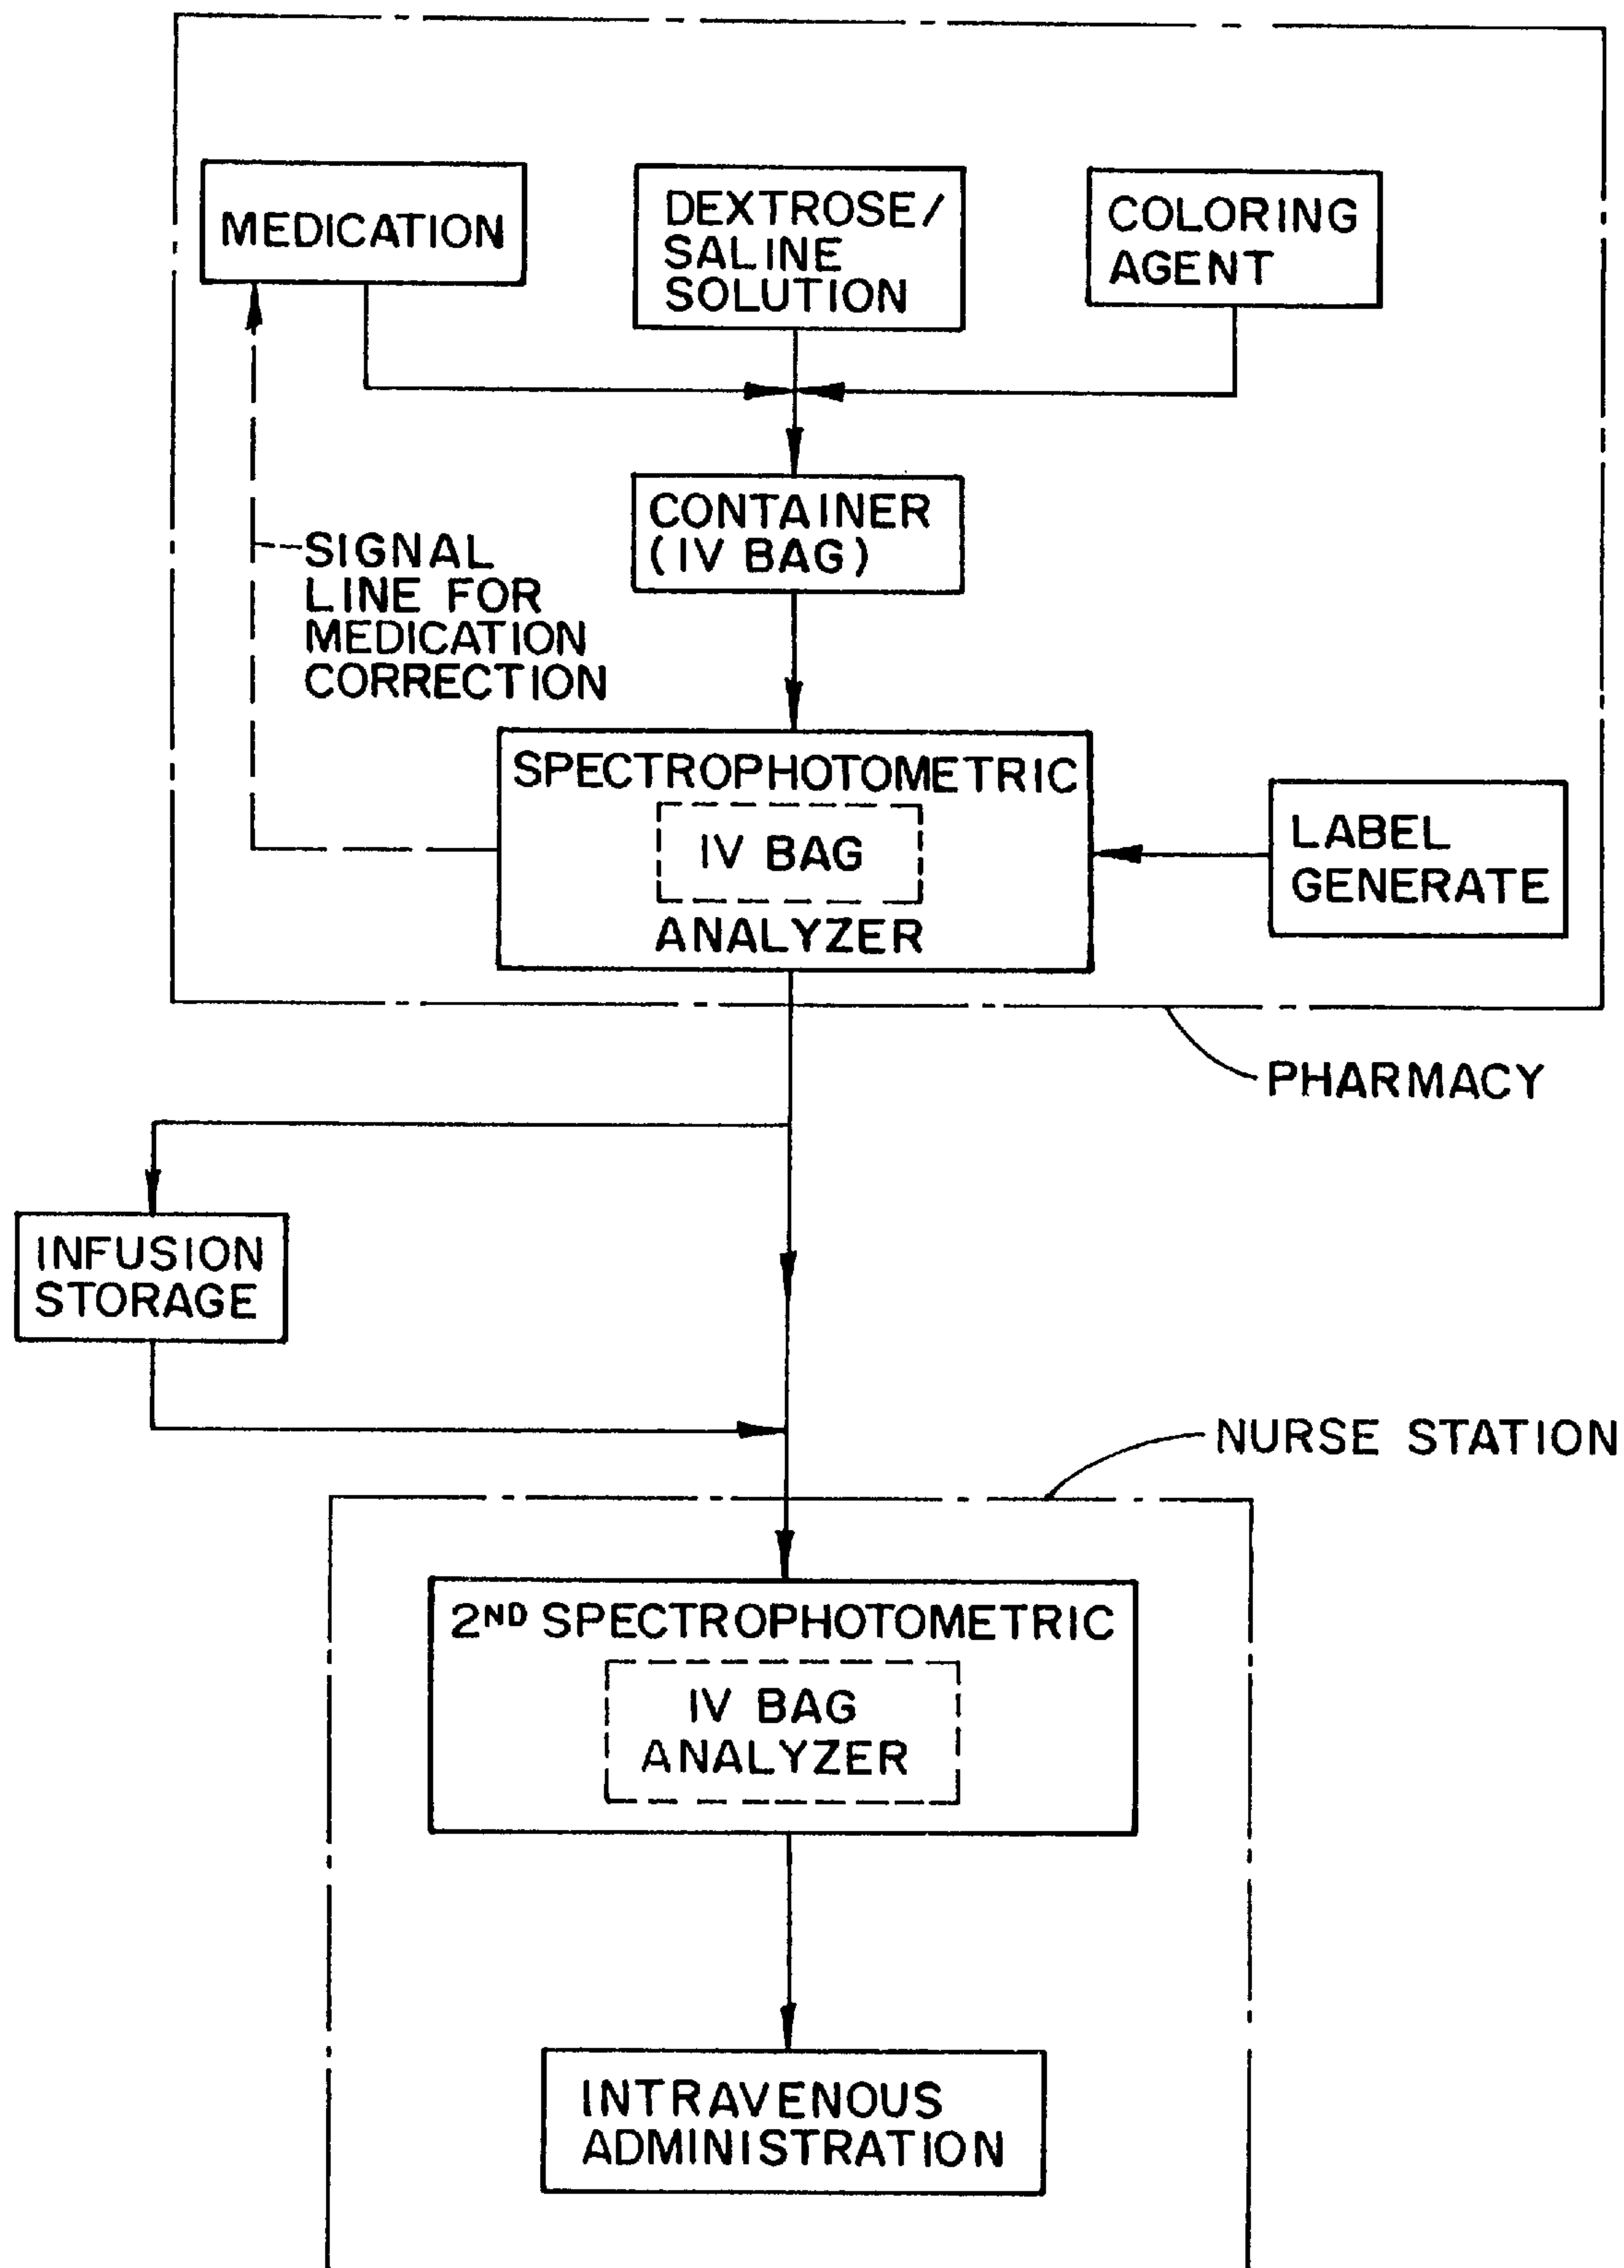 MEDICATION
DEXTROSE/
SALINE
SOLUTION
COLORING
AGENT
CONTAINER
(IV BAG)
SIGNAL
LINE FOR
MEDICATION
CORRECTION
SPECTROPHOTOMETRIC
IV BAG
ANALYZER
LABEL
GENERATE
PHARMACY
INFUSION
STORAGE
NURSE STATION
2ND SPECTROPHOTOMETRIC
IV BAG
ANALYZER
INTRAVENOUS
ADMINISTRATION